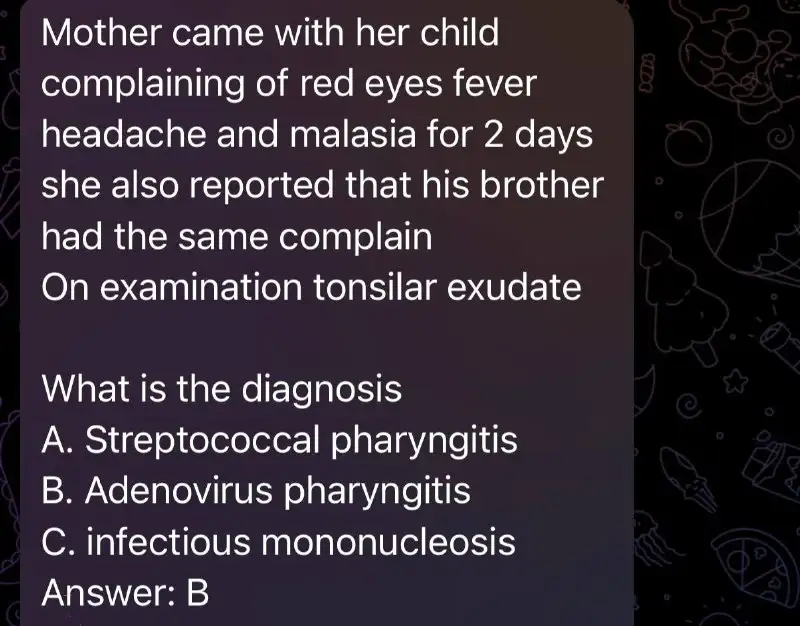 Mother came with her child
complaining of red eyes fever
headache and malasia for 2 days
she also reported that his brother
had the same complain
On examination tonsilar exudate
What is the diagnosis
A. Streptococcal pharyngitis
B. Adenovirus pharyngitis
C. infectious mononucleosis
Answer: B